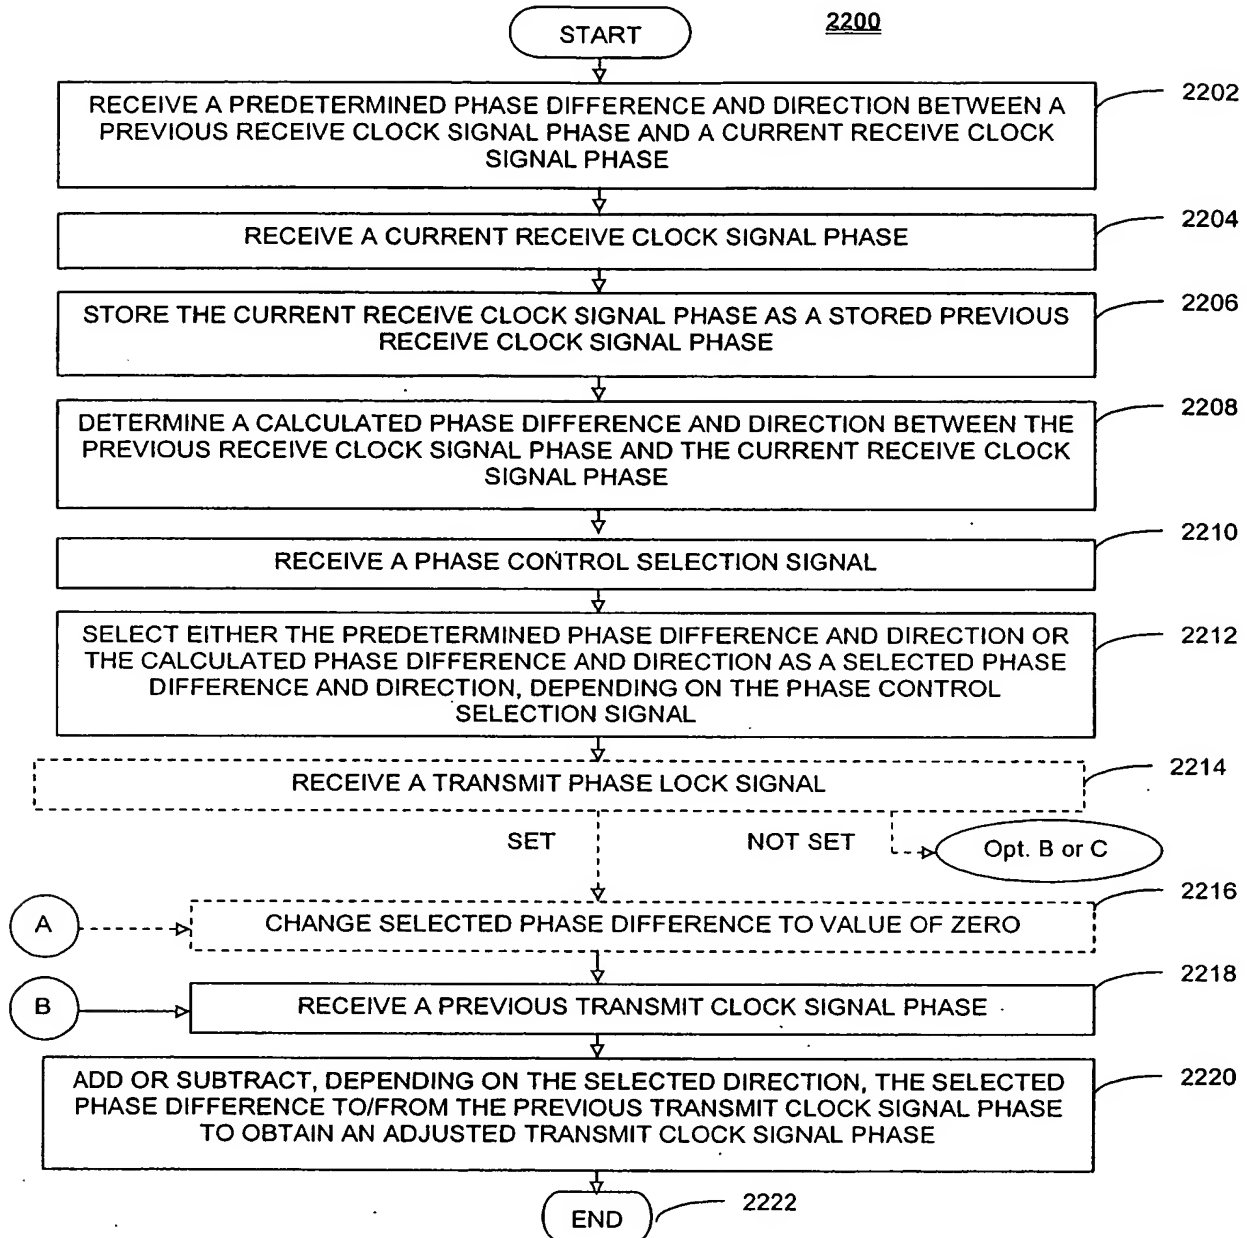 2200
START
RECEIVE A PREDETERMINED PHASE DIFFERENCE AND DIRECTION BETWEEN A
PREVIOUS RECEIVE CLOCK SIGNAL PHASE AND A CURRENT RECEIVE CLOCK
SIGNAL PHASE
2202
RECEIVE A CURRENT RECEIVE CLOCK SIGNAL PHASE
2204
STORE THE CURRENT RECEIVE CLOCK SIGNAL PHASE AS A STORED PREVIOUS
RECEIVE CLOCK SIGNAL PHASE
2206
DETERMINE A CALCULATED PHASE DIFFERENCE AND DIRECTION BETWEEN THE
PREVIOUS RECEIVE CLOCK SIGNAL PHASE AND THE CURRENT RECEIVE CLOCK
SIGNAL PHASE
2208
RECEIVE A PHASE CONTROL SELECTION SIGNAL
2210
SELECT EITHER THE PREDETERMINED PHASE DIFFERENCE AND DIRECTION OR
THE CALCULATED PHASE DIFFERENCE AND DIRECTION AS A SELECTED PHASE
DIFFERENCE AND DIRECTION, DEPENDING ON THE PHASE CONTROL
SELECTION SIGNAL
2212
RECEIVE A TRANSMIT PHASE LOCK SIGNAL
2214
SET
NOT SET
Opt. B or C
A
CHANGE SELECTED PHASE DIFFERENCE TO VALUE OF ZERO
2216
B
RECEIVE A PREVIOUS TRANSMIT CLOCK SIGNAL PHASE
2218
ADD OR SUBTRACT, DEPENDING ON THE SELECTED DIRECTION, THE SELECTED
PHASE DIFFERENCE TO/FROM THE PREVIOUS TRANSMIT CLOCK SIGNAL PHASE
TO OBTAIN AN ADJUSTED TRANSMIT CLOCK SIGNAL PHASE
2220
END
2222